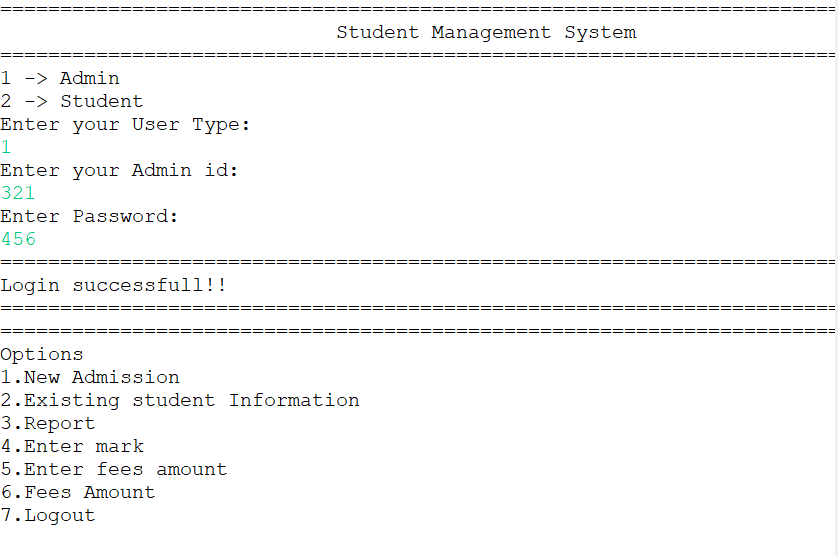 ======================================================================
Student Management System
======================================================================
1 -> Admin
2 -> Student
Enter your User Type:
1
Enter your Admin id:
321
Enter Password:
456
======================================================================
Login successfull!!
======================================================================
======================================================================
Options
1.New Admission
2.Existing student Information
3.Report
4.Enter mark
5.Enter fees amount
6.Fees Amount
7.Logout